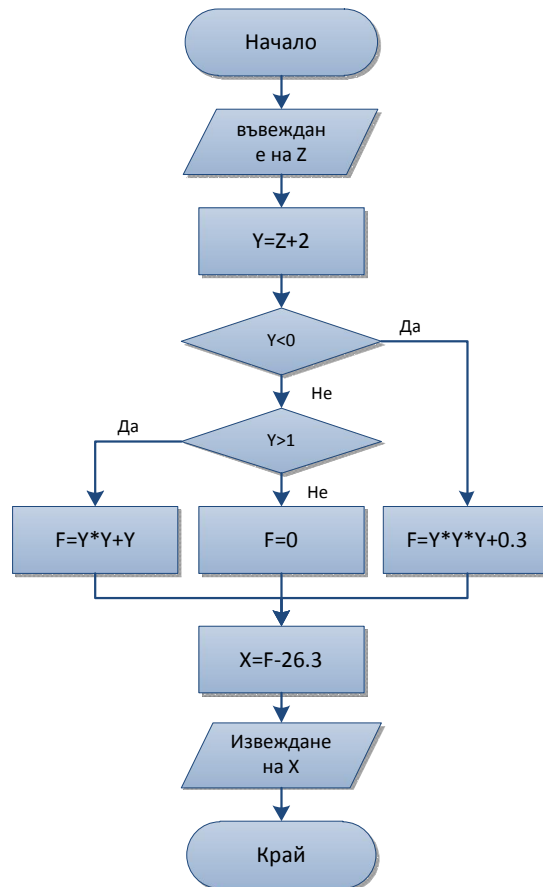 Начало
въвеждан
е на Z
Y=Z+2
Y<0
Да
Не
Y>1
Да
Не
F=Y*Y+Y
F=0
F=Y*Y*Y+0.3
X=F-26.3
Извеждане
на X
Край